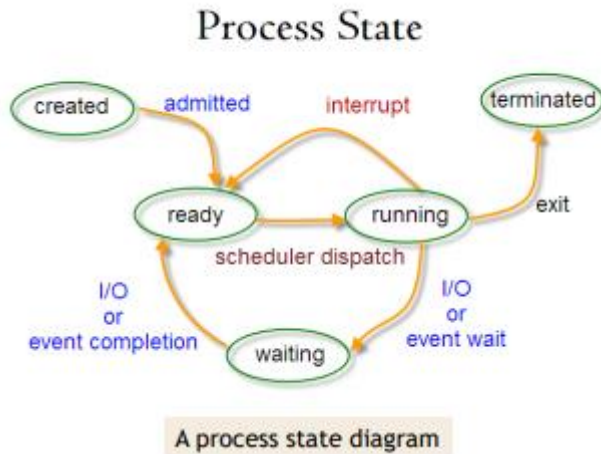 Process State
created
admitted
interrupt
terminated
ready
running
exit
scheduler dispatch
I/O
or
event completion
waiting
I/O
or
event wait
A process state diagram